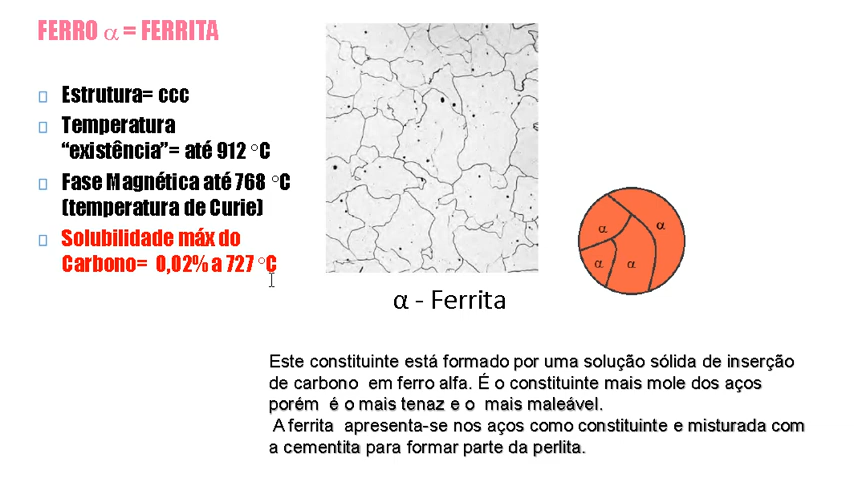 FERRO α = FERRITA
Estrutura= ccc
Temperatura
“existência”= até 912 °C
Fase Magnética até 768 °C
(temperatura de Curie)
Solubilidade máx do
Carbono= 0,02% a 727 °C
α
α
α
α
α - Ferrita
Este constituinte está formado por uma solução sólida de inserção
de carbono em ferro alfa. É o constituinte mais mole dos aços
porém é o mais tenaz e o mais maleável.
A ferrita apresenta-se nos aços como constituinte e misturada com
a cementita para formar parte da perlita.